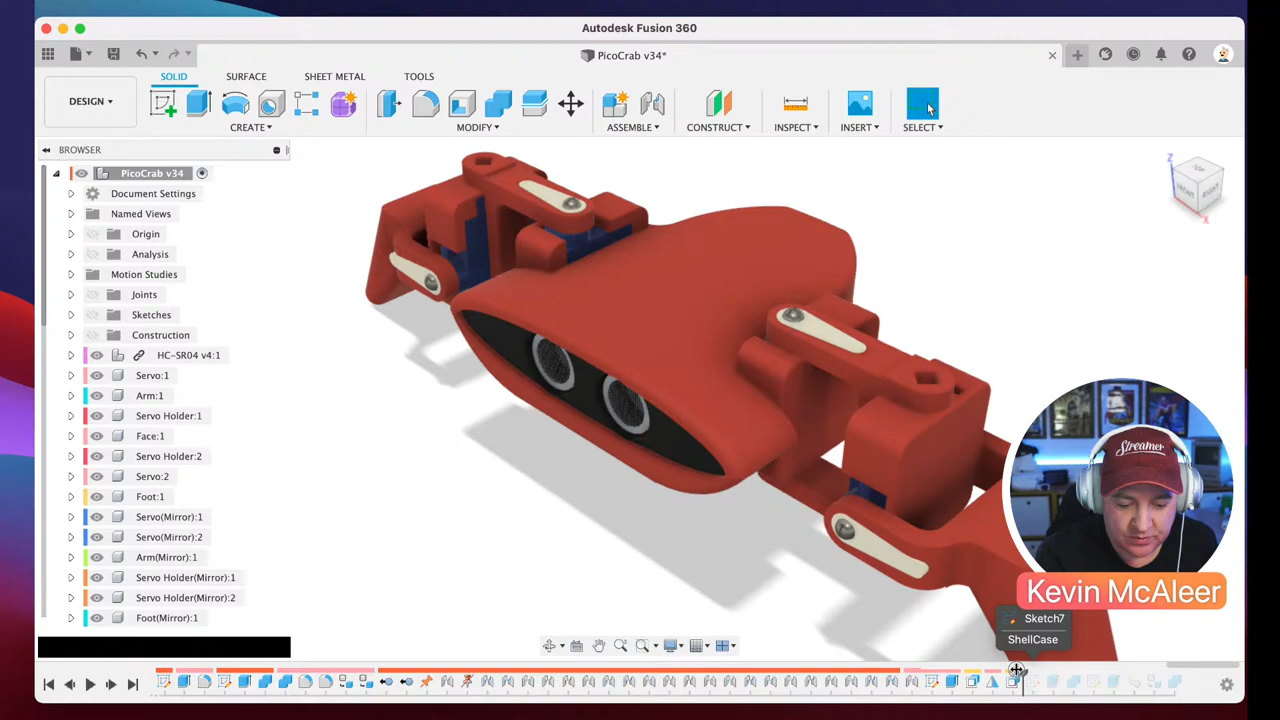 Autodesk Fusion 360
PicoCrab v34*
DESIGN
SOLID
SURFACE
SHEET METAL
TOOLS
CREATE
MODIFY
ASSEMBLE
CONSTRUCT
INSPECT
INSERT
SELECT
BROWSER
PicoCrab v34
Document Settings
Named Views
Origin
Analysis
Motion Studies
Joints
Sketches
Construction
HC-SR04 v4:1
Servo:1
Arm:1
Servo Holder:1
Face:1
Servo Holder:2
Servo:2
Foot:1
Servo(Mirror):1
Servo(Mirror):2
Arm(Mirror):1
Servo Holder(Mirror):1
Servo Holder(Mirror):2
Foot(Mirror):1
Z
TOP
FRONT
RIGHT
X
Streamer
Kevin McAleer
Sketch7
ShellCase